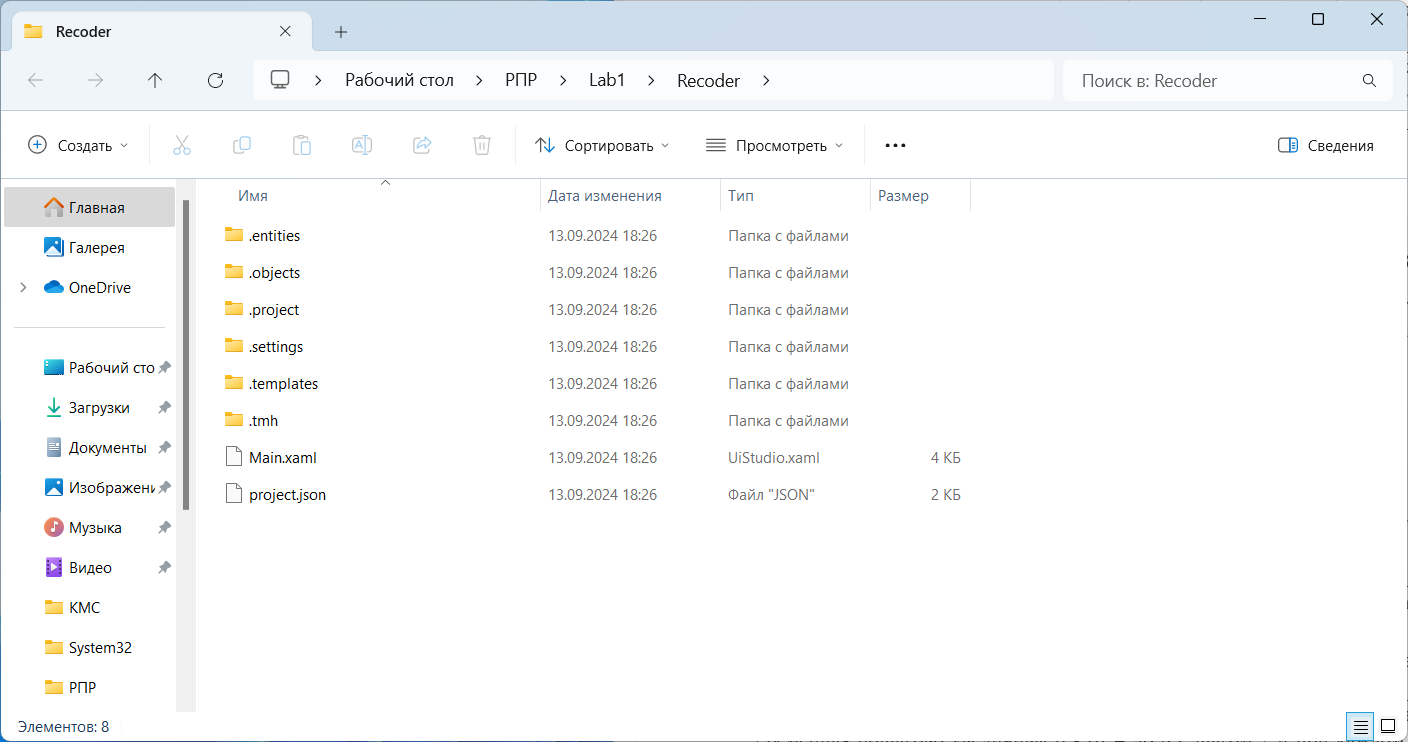 Recoder
Рабочий стол РПР Lab1 Recoder
Поиск в: Recoder
Создать
Сортировать
Просмотреть
Сведения
Главная
Галерея
OneDrive
Рабочий сто
Загрузки
Документы
Изображени
Музыка
Видео
КМС
System32
РПР
Имя Дата изменения Тип Размер
.entities 13.09.2024 18:26 Папка с файлами
.objects 13.09.2024 18:26 Папка с файлами
.project 13.09.2024 18:26 Папка с файлами
.settings 13.09.2024 18:26 Папка с файлами
.templates 13.09.2024 18:26 Папка с файлами
.tmh 13.09.2024 18:26 Папка с файлами
Main.xaml 13.09.2024 18:26 UiStudio.xaml 4 КБ
project.json 13.09.2024 18:26 Файл "JSON" 2 КБ
Элементов: 8